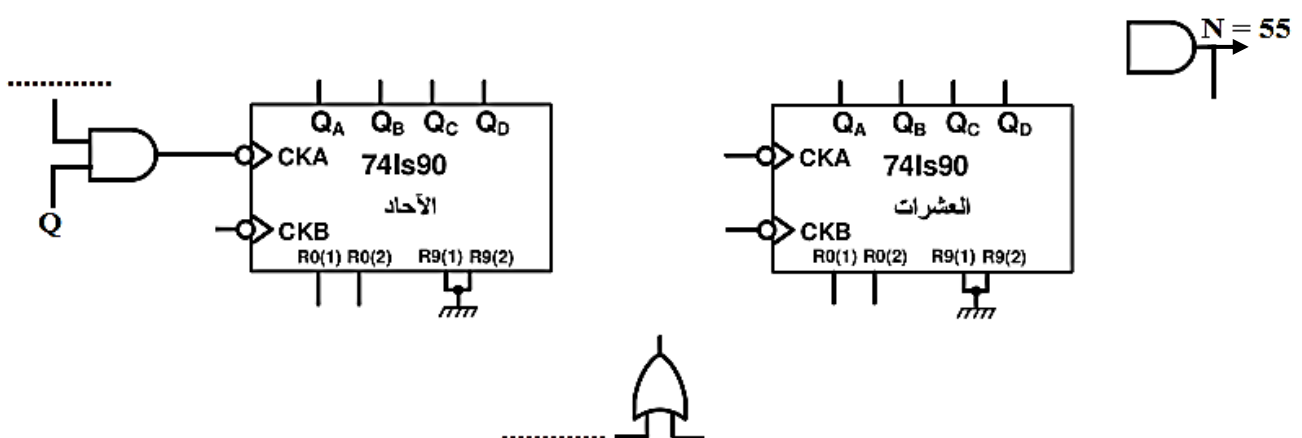 N = 55
....................
QA QB QC QD
CKA
74ls90
الآحاد
Q
CKB
R0(1) R0(2) R9(1) R9(2)
QA QB QC QD
CKA
74ls90
العشرات
CKB
R0(1) R0(2) R9(1) R9(2)
....................